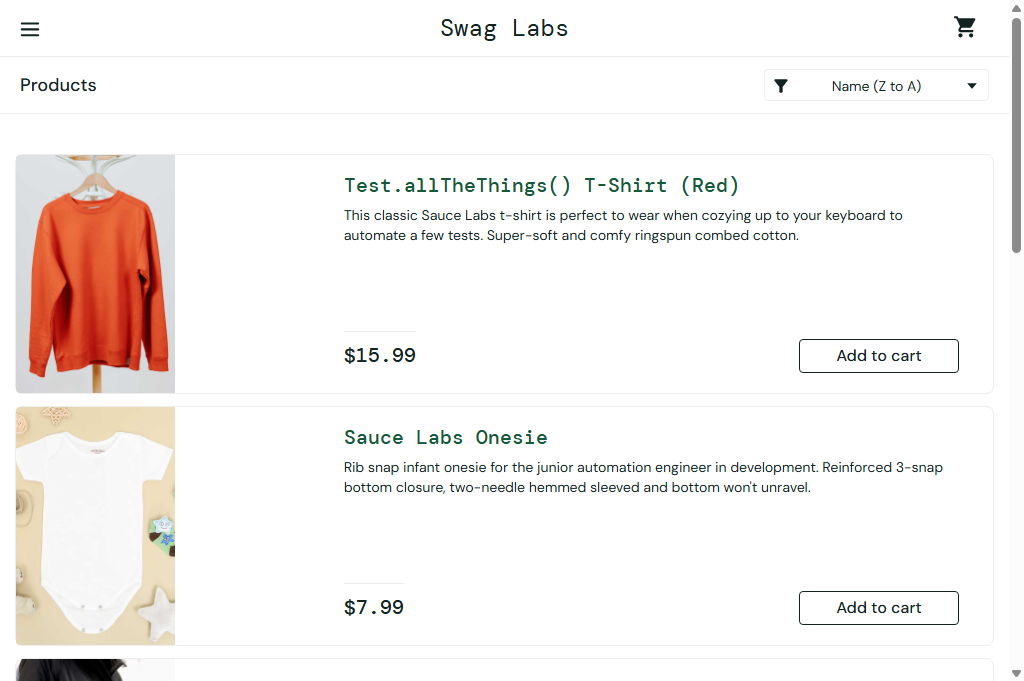 Swag Labs
Products
Name (Z to A)
Test.allTheThings() T-Shirt (Red)
This classic Sauce Labs t-shirt is perfect to wear when cozying up to your keyboard to
automate a few tests. Super-soft and comfy ringspun combed cotton.
$15.99
Add to cart
Sauce Labs Onesie
Rib snap infant onesie for the junior automation engineer in development. Reinforced 3-snap
bottom closure, two-needle hemmed sleeved and bottom won't unravel.
$7.99
Add to cart